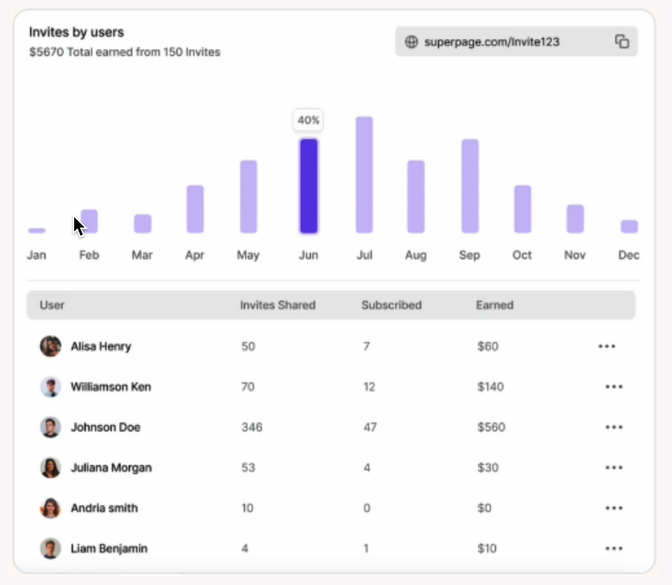 Invites by users
$5670 Total earned from 150 Invites
superpage.com/Invite123
40%
Jan Feb Mar Apr May Jun Jul Aug Sep Oct Nov Dec
User Invites Shared Subscribed Earned
Alisa Henry 50 7 $60
Williamson Ken 70 12 $140
Johnson Doe 346 47 $560
Juliana Morgan 53 4 $30
Andria smith 10 0 $0
Liam Benjamin 4 1 $10